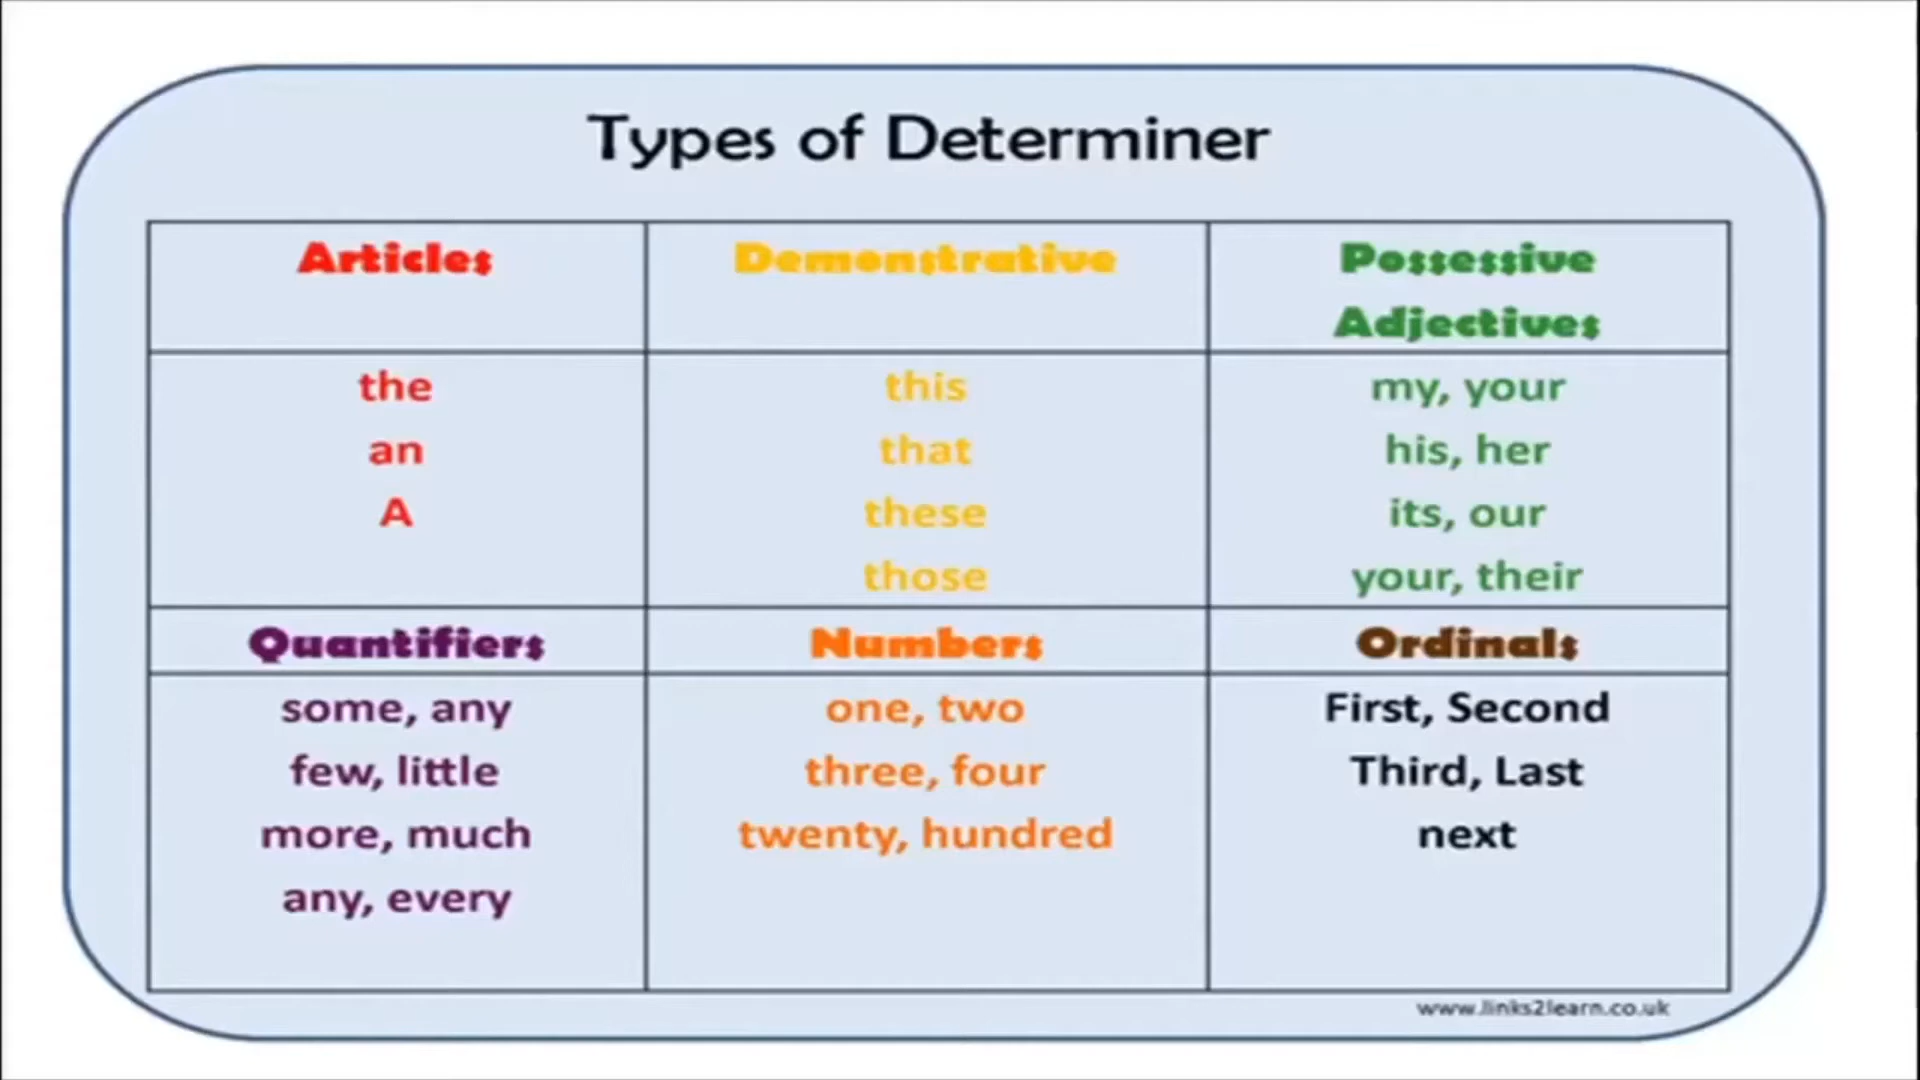 Types of Determiner
Articles
Demonstrative
Possessive
Adjectives
the
an
A
this
that
these
those
my, your
his, her
its, our
your, their
Quantifiers
Numbers
Ordinals
some, any
few, little
more, much
any, every
one, two
three, four
twenty, hundred
First, Second
Third, Last
next
www.links2learn.co.uk